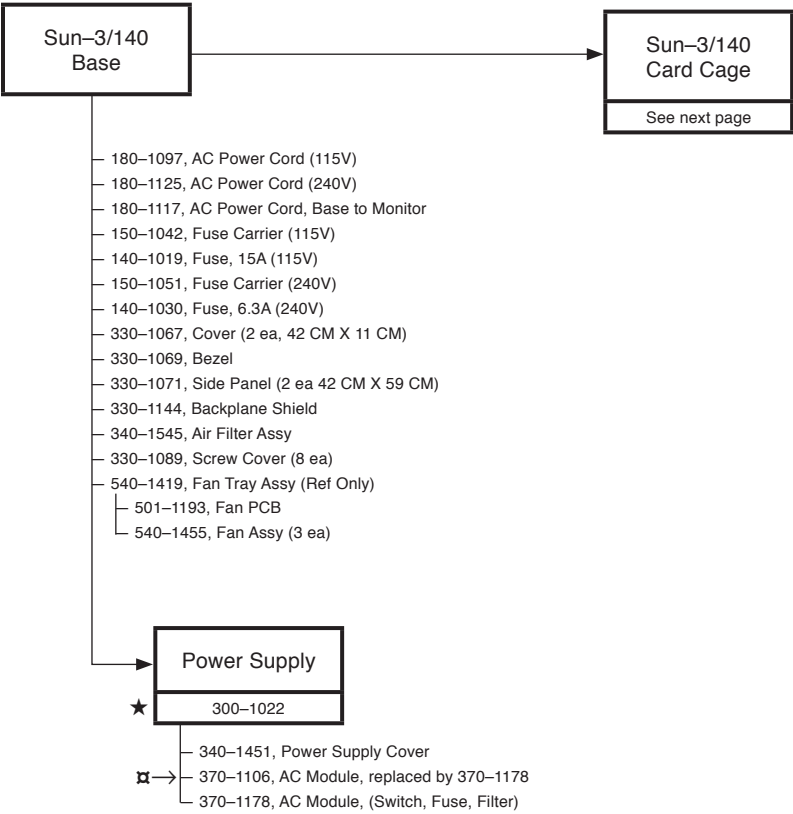 Sun–3/140
Base
Sun–3/140
Card Cage
See next page
180–1097, AC Power Cord (115V)
180–1125, AC Power Cord (240V)
180–1117, AC Power Cord, Base to Monitor
150–1042, Fuse Carrier (115V)
140–1019, Fuse, 15A (115V)
150–1051, Fuse Carrier (240V)
140–1030, Fuse, 6.3A (240V)
330–1067, Cover (2 ea, 42 CM X 11 CM)
330–1069, Bezel
330–1071, Side Panel (2 ea 42 CM X 59 CM)
330–1144, Backplane Shield
340–1545, Air Filter Assy
330–1089, Screw Cover (8 ea)
540–1419, Fan Tray Assy (Ref Only)
501–1193, Fan PCB
540–1455, Fan Assy (3 ea)
Power Supply
★ 300–1022
340–1451, Power Supply Cover
¤→ 370–1106, AC Module, replaced by 370–1178
370–1178, AC Module, (Switch, Fuse, Filter)